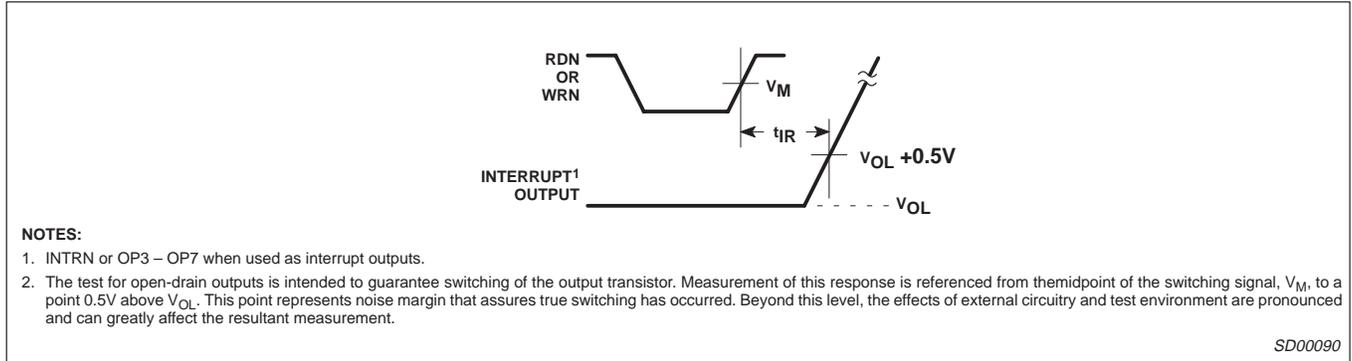 RDN
OR
WRN
VM
tIR
VOL +0.5V
INTERRUPT1
OUTPUT
VOL
NOTES:
1. INTRN or OP3 – OP7 when used as interrupt outputs.
2. The test for open-drain outputs is intended to guarantee switching of the output transistor. Measurement of this response is referenced from themidpoint of the switching signal, VM, to a
point 0.5V above VOL. This point represents noise margin that assures true switching has occurred. Beyond this level, the effects of external circuitry and test environment are pronounced
and can greatly affect the resultant measurement.
SD00090